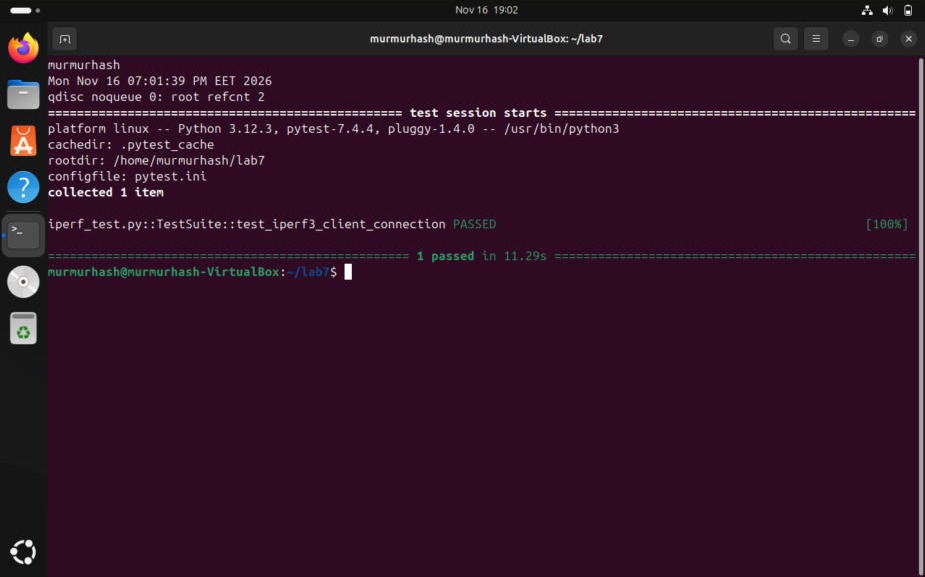 Nov 16 19:02
murmurhash@murmurhash-VirtualBox: ~/lab7
murmurhash
Mon Nov 16 07:01:39 PM EET 2026
qdisc noqueue 0: root refcnt 2
================================================= test session starts ==================================================
platform linux -- Python 3.12.3, pytest-7.4.4, pluggy-1.4.0 -- /usr/bin/python3
cachedir: .pytest_cache
rootdir: /home/murmurhash/lab7
configfile: pytest.ini
collected 1 item
iperf_test.py::TestSuite::test_iperf3_client_connection PASSED [100%]
================================================== 1 passed in 11.29s ==================================================
murmurhash@murmurhash-VirtualBox:~/lab7$